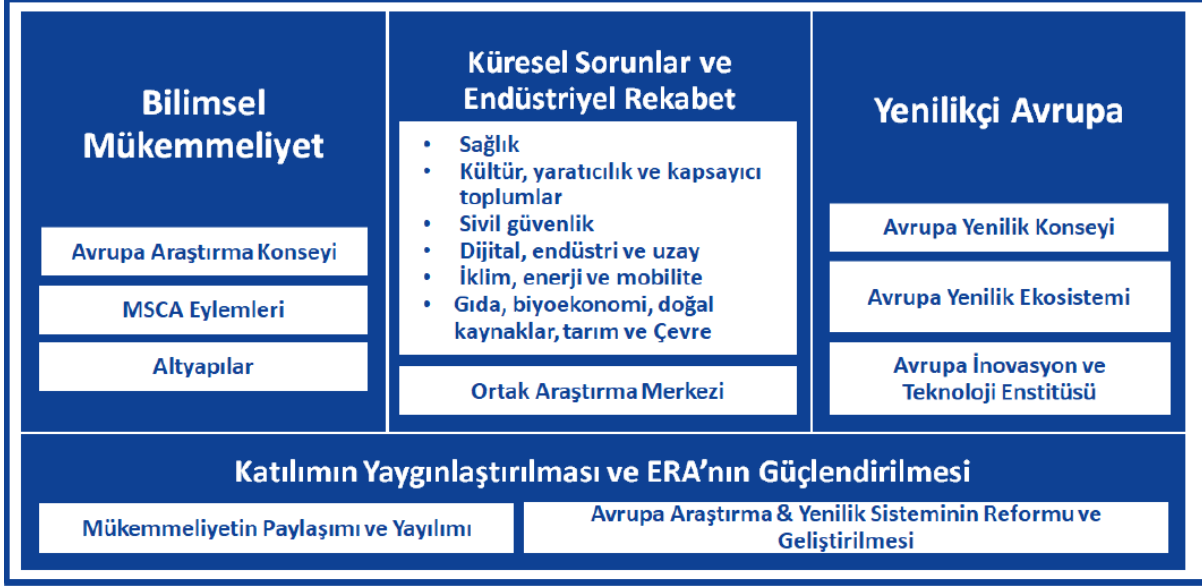 Bilimsel
Mükemmeliyet
Avrupa Araştırma Konseyi
MSCA Eylemleri
Altyapılar
Küresel Sorunlar ve
Endüstriyel Rekabet
• Sağlık
• Kültür, yaratıcılık ve kapsayıcı
toplumlar
• Sivil güvenlik
• Dijital, endüstri ve uzay
• İklim, enerji ve mobilite
• Gıda, biyoekonomi, doğal
kaynaklar, tarım ve Çevre
Ortak Araştırma Merkezi
Yenilikçi Avrupa
Avrupa Yenilik Konseyi
Avrupa Yenilik Ekosistemi
Avrupa İnovasyon ve
Teknoloji Enstitüsü
Katılımın Yaygınlaştırılması ve ERA’nın Güçlendirilmesi
Mükemmeliyetin Paylaşımı ve Yayılımı
Avrupa Araştırma & Yenilik Sisteminin Reformu ve
Geliştirilmesi